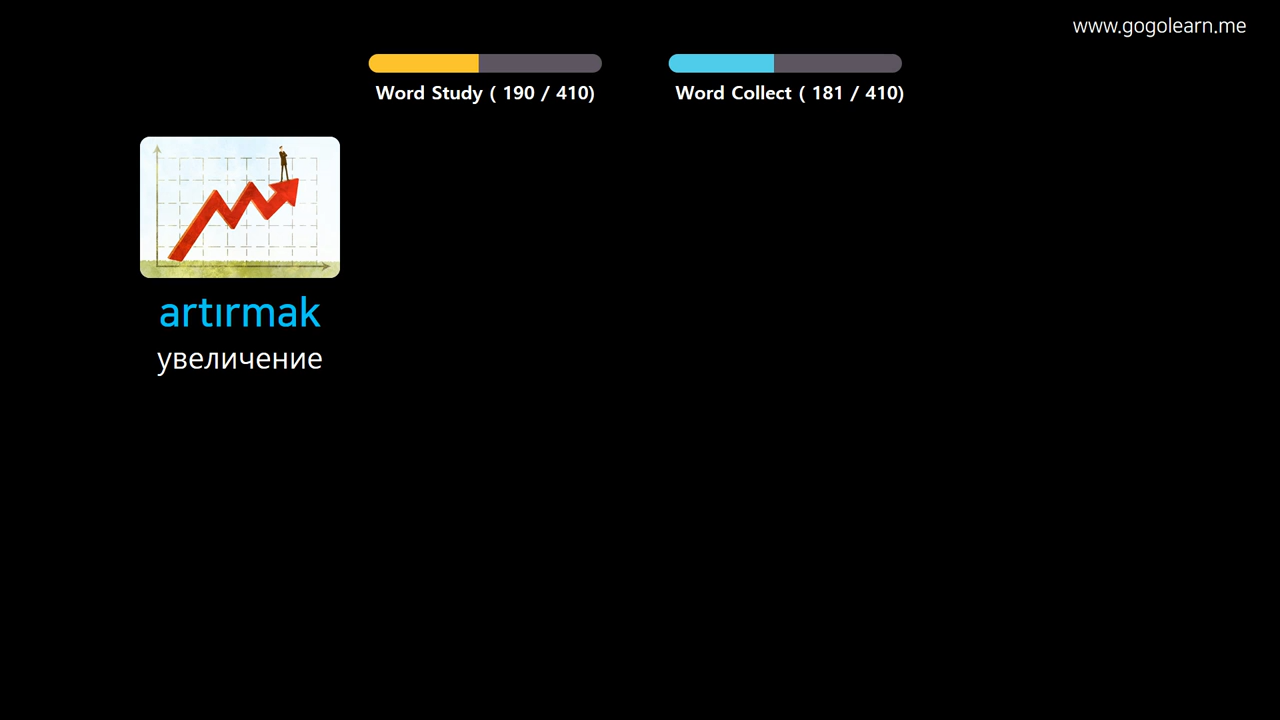 www.gogolearn.me
Word Study ( 190 / 410)
Word Collect ( 181 / 410)
artırmak
увеличение